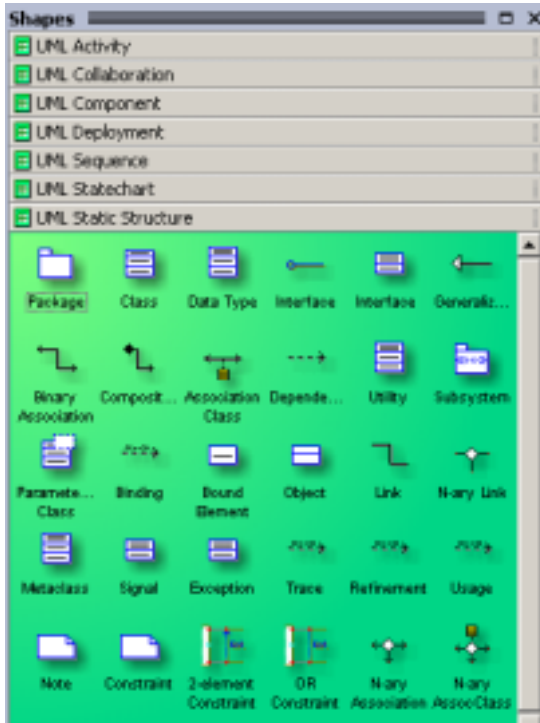 Shapes
UML Activity
UML Collaboration
UML Component
UML Deployment
UML Sequence
UML Statechart
UML Static Structure
Package Class Data Type Interface Interface Generaliz...
Binary Composit... Association Depende... Utility Subsystem
Association Class
Paramete... Binding Bound Object Link N-ary Link
Class Element
Metaclass Signal Exception Trace Refinement Usage
Note Constraint 2-element OR N-ary N-ary
Constraint Constraint Association AssocClass